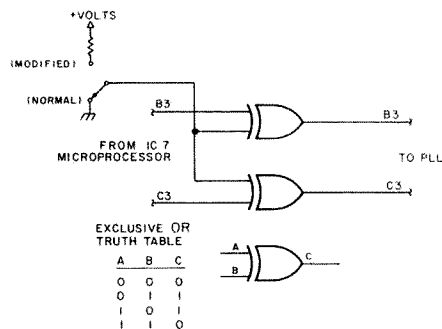 +VOLTS
(MODIFIED)
(NORMAL)
B3
B3
FROM IC 7
MICROPROCESSOR
TO PLL
C3
C3
EXCLUSIVE OR
TRUTH TABLE
A B C
0 0 0
0 1 1
1 0 1
1 1 0
A
B
C